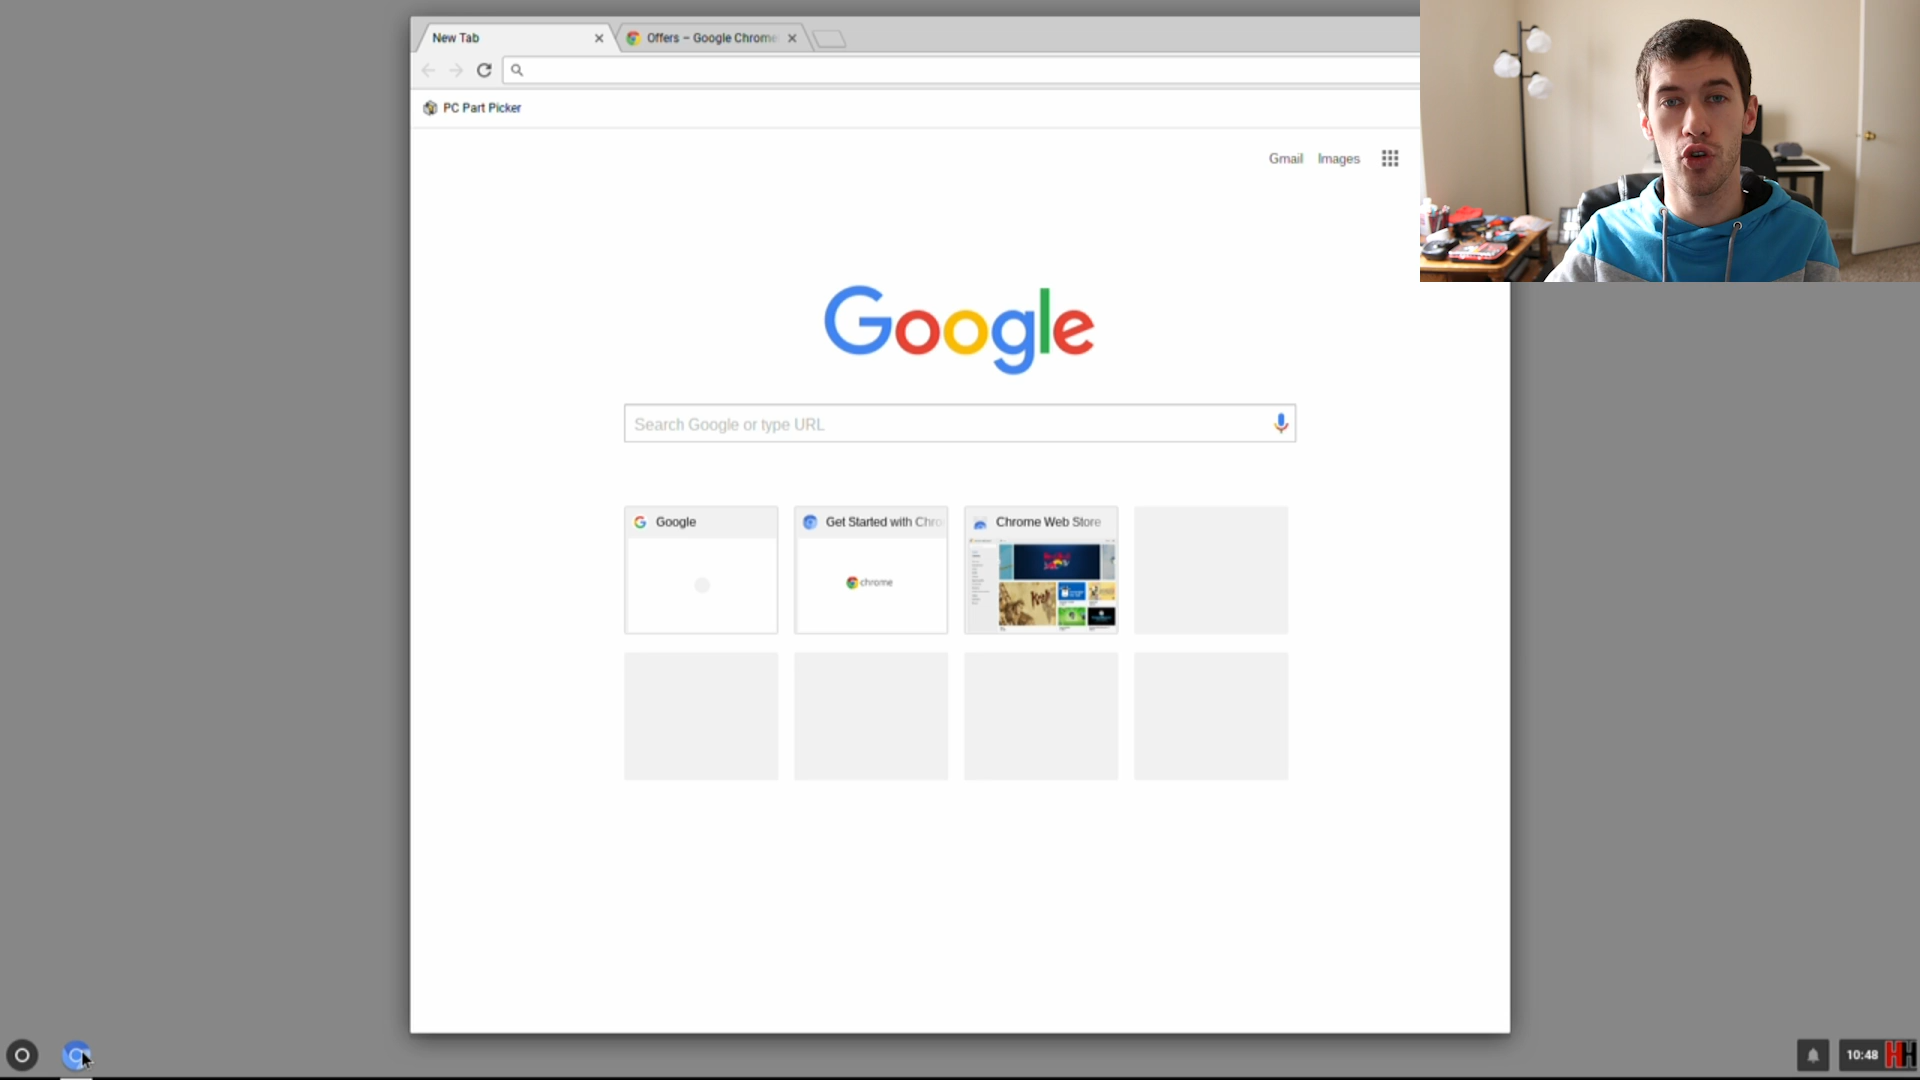 New Tab
Offers – Google Chrome
PC Part Picker
Gmail Images
Google
Search Google or type URL
Google
Get Started with Chro
Chrome Web Store
chrome
10:48
HH